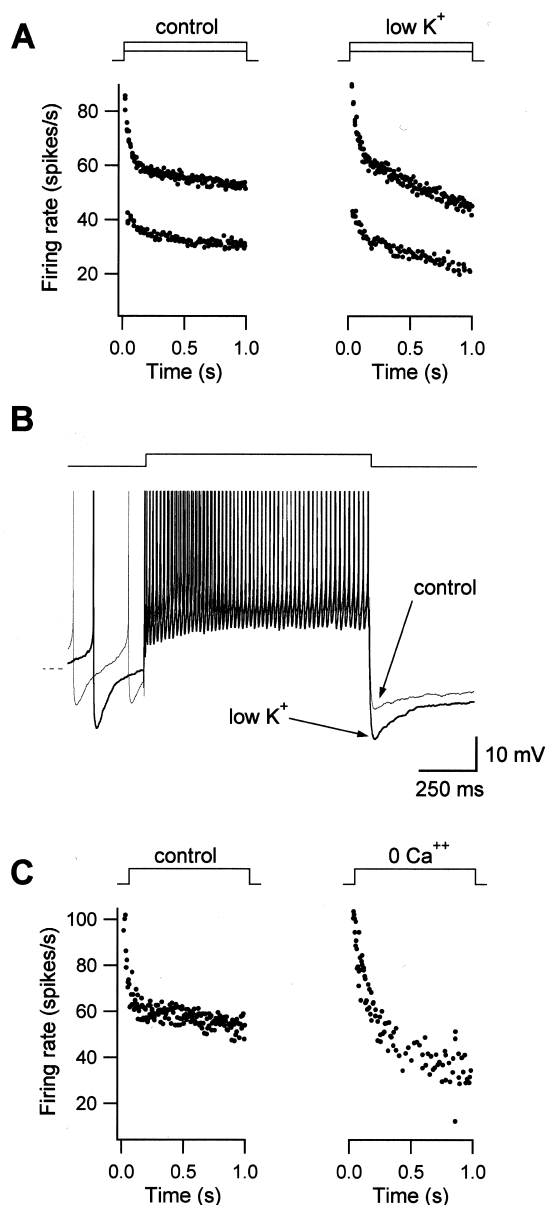 A
control
low K+
Firing rate (spikes/s)
80
60
40
20
0.0
0.5
1.0
Time (s)
0.0
0.5
1.0
Time (s)
B
control
low K+
10 mV
250 ms
C
control
0 Ca++
Firing rate (spikes/s)
100
80
60
40
20
0.0
0.5
1.0
Time (s)
0.0
0.5
1.0
Time (s)